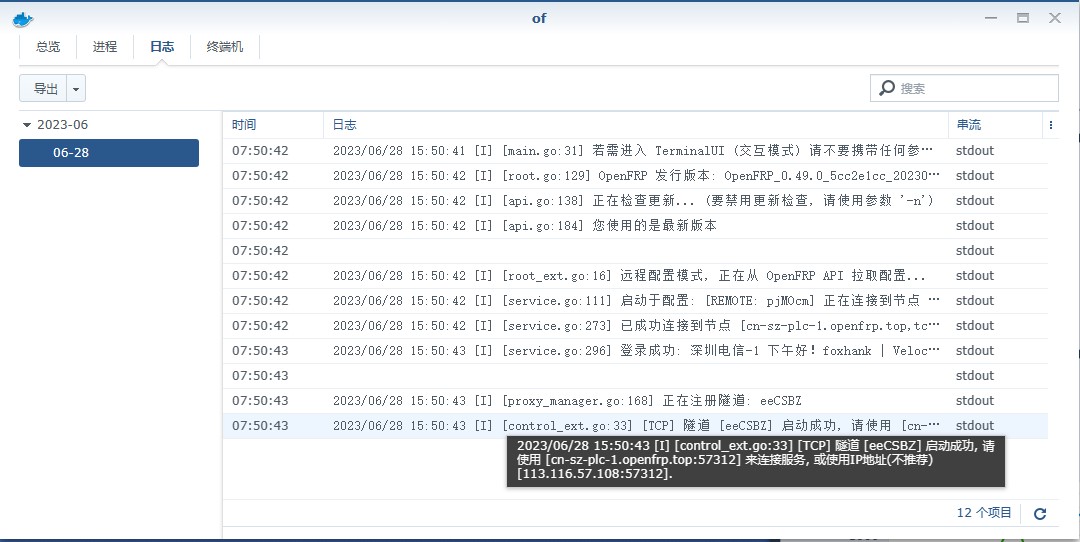 of
总览 进程 日志 终端机
导出 搜索
2023-06
06-28
时间 日志 串流
07:50:42 2023/06/28 15:50:41 [I] [main.go:31] 若需进入 TerminalUI (交互模式) 请不要携带任何参… stdout
07:50:42 2023/06/28 15:50:42 [I] [root.go:129] OpenFRP 发行版本: OpenFRP_0.49.0_5cc2e1cc_20230… stdout
07:50:42 2023/06/28 15:50:42 [I] [api.go:138] 正在检查更新... (要禁用更新检查, 请使用参数 '-n') stdout
07:50:42 2023/06/28 15:50:42 [I] [api.go:184] 您使用的是最新版本 stdout
07:50:42 stdout
07:50:42 2023/06/28 15:50:42 [I] [root_ext.go:16] 远程配置模式, 正在从 OpenFRP API 拉取配置... stdout
07:50:42 2023/06/28 15:50:42 [I] [service.go:111] 启动于配置: [REMOTE: pjMOcm] 正在连接到节点 … stdout
07:50:42 2023/06/28 15:50:42 [I] [service.go:273] 已成功连接到节点 [cn-sz-plc-1.openfrp.top,tc… stdout
07:50:43 2023/06/28 15:50:43 [I] [service.go:296] 登录成功: 深圳电信-1 下午好! foxhank | Veloc… stdout
07:50:43 stdout
07:50:43 2023/06/28 15:50:43 [I] [proxy_manager.go:168] 正在注册隧道: eeCSBZ stdout
07:50:43 2023/06/28 15:50:43 [I] [control_ext.go:33] [TCP] 隧道 [eeCSBZ] 启动成功, 请使用 [cn-… stdout
2023/06/28 15:50:43 [I] [control_ext.go:33] [TCP] 隧道 [eeCSBZ] 启动成功, 请
使用 [cn-sz-plc-1.openfrp.top:57312] 来连接服务, 或使用IP地址(不推荐)
[113.116.57.108:57312].
12 个项目